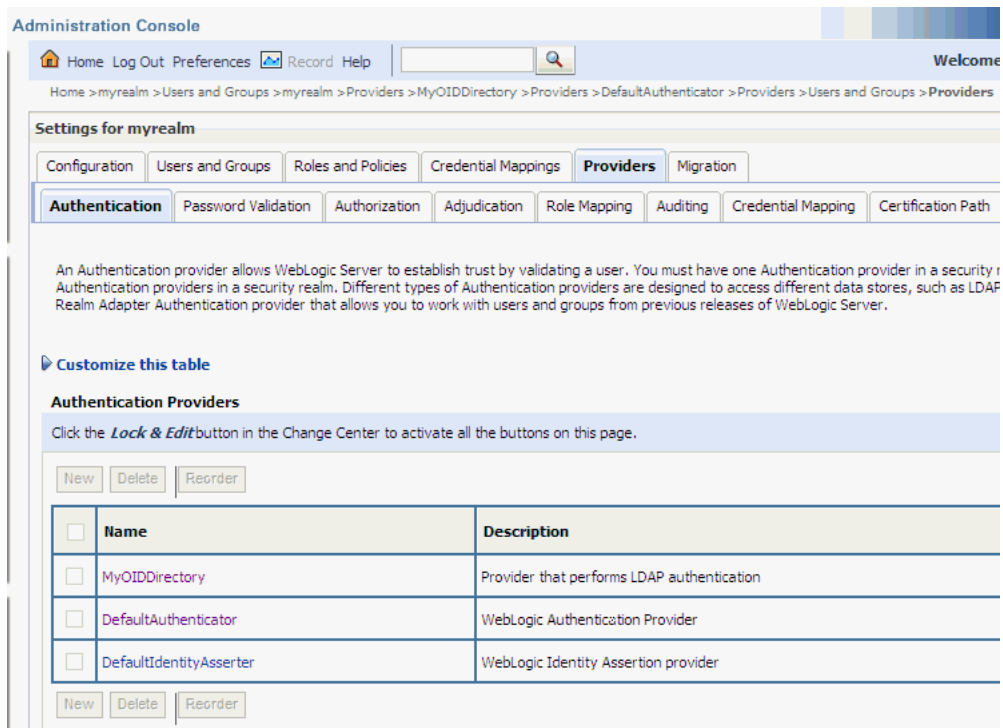 Administration Console
Home Log Out Preferences Record Help
Welcome
Home >myrealm >Users and Groups >myrealm >Providers >MyOIDDirectory >Providers >DefaultAuthenticator >Providers >Users and Groups >Providers
Settings for myrealm
Configuration Users and Groups Roles and Policies Credential Mappings Providers Migration
Authentication Password Validation Authorization Adjudication Role Mapping Auditing Credential Mapping Certification Path
An Authentication provider allows WebLogic Server to establish trust by validating a user. You must have one Authentication provider in a security r
Authentication providers in a security realm. Different types of Authentication providers are designed to access different data stores, such as LDAP
Realm Adapter Authentication provider that allows you to work with users and groups from previous releases of WebLogic Server.
Customize this table
Authentication Providers
Click the Lock & Edit button in the Change Center to activate all the buttons on this page.
New Delete Reorder
Name Description
MyOIDDirectory Provider that performs LDAP authentication
DefaultAuthenticator WebLogic Authentication Provider
DefaultIdentityAsserter WebLogic Identity Assertion provider
New Delete Reorder